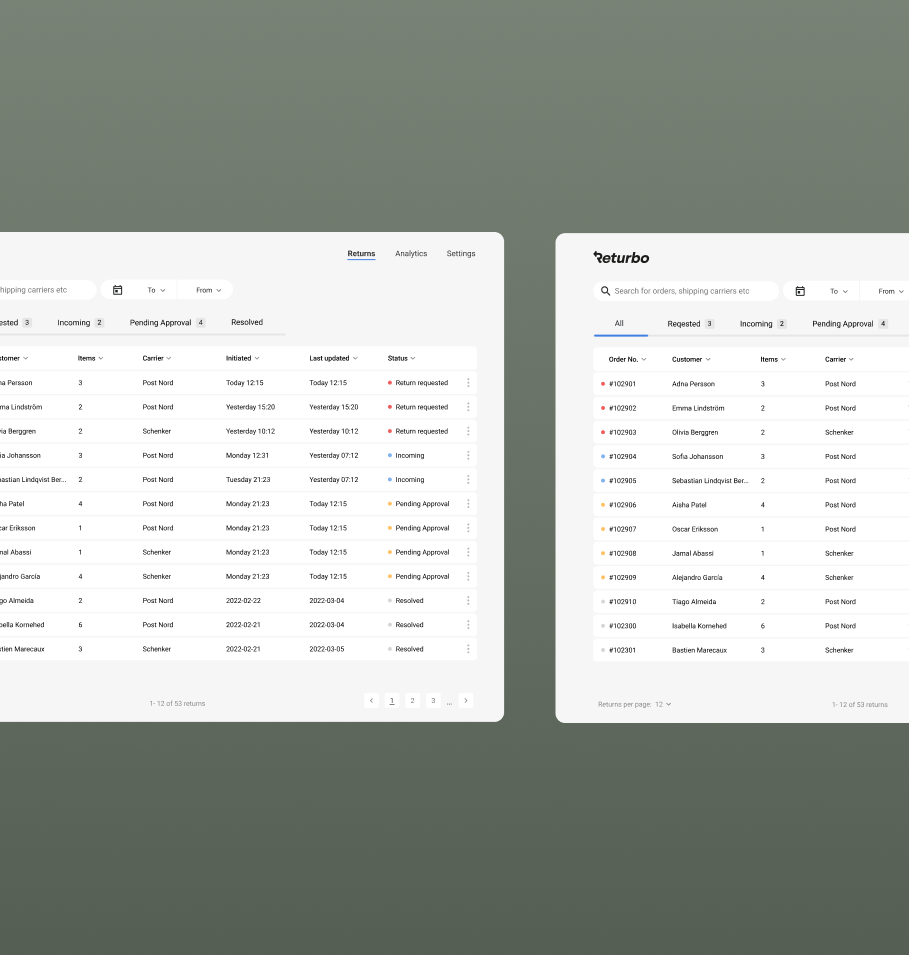 Returns Analytics Settings
hipping carriers etc To From
ested 3 Incoming 2 Pending Approval 4 Resolved
stomer Items Carrier Initiated Last updated Status
na Persson 3 Post Nord Today 12:15 Today 12:15 Return requested
ma Lindström 2 Post Nord Yesterday 15:20 Yesterday 15:20 Return requested
via Berggren 2 Schenker Yesterday 10:12 Yesterday 10:12 Return requested
ia Johansson 3 Post Nord Monday 12:31 Yesterday 07:12 Incoming
bastian Lindqvist Ber... 2 Post Nord Tuesday 21:23 Yesterday 07:12 Incoming
ha Patel 4 Post Nord Monday 21:23 Today 12:15 Pending Approval
car Eriksson 1 Post Nord Monday 21:23 Today 12:15 Pending Approval
mal Abassi 1 Schenker Monday 21:23 Today 12:15 Pending Approval
ejandro García 4 Schenker Monday 21:23 Today 12:15 Pending Approval
go Almeida 2 Post Nord 2022-02-22 2022-03-04 Resolved
bella Kornehed 6 Post Nord 2022-02-21 2022-03-04 Resolved
stien Marecaux 3 Schenker 2022-02-21 2022-03-05 Resolved
1- 12 of 53 returns < 1 2 3 ... >
Returbo
Search for orders, shipping carriers etc To From
All Reqested 3 Incoming 2 Pending Approval 4
Order No. Customer Items Carrier
#102901 Adna Persson 3 Post Nord
#102902 Emma Lindström 2 Post Nord
#102903 Olivia Berggren 2 Schenker
#102904 Sofia Johansson 3 Post Nord
#102905 Sebastian Lindqvist Ber... 2 Post Nord
#102906 Aisha Patel 4 Post Nord
#102907 Oscar Eriksson 1 Post Nord
#102908 Jamal Abassi 1 Schenker
#102909 Alejandro García 4 Schenker
#102910 Tiago Almeida 2 Post Nord
#102300 Isabella Kornehed 6 Post Nord
#102301 Bastien Marecaux 3 Schenker
Returns per page: 12 1- 12 of 53 returns